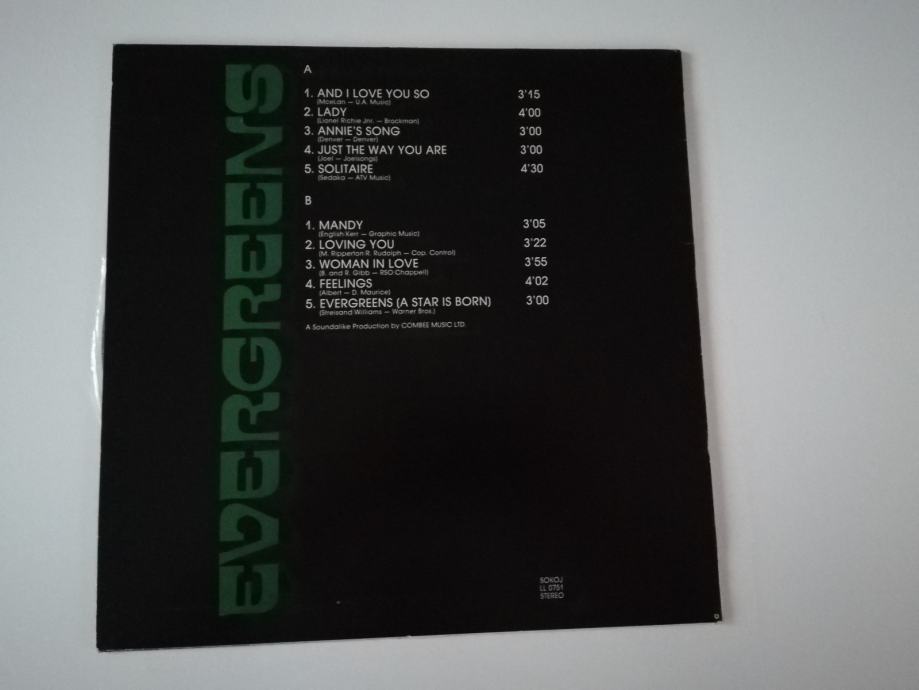 EVERGREENS
A
1. AND I LOVE YOU SO 3'15
(McLean — U.A. Music)
2. LADY 4'00
(Lionel Richie Jnr. — Brockman)
3. ANNIE'S SONG 3'00
(Denver — Denver)
4. JUST THE WAY YOU ARE 3'00
(Joel — Joelsongs)
5. SOLITAIRE 4'30
(Sedaka — ATV Music)
B
1. MANDY 3'05
(English/Kerr — Graphic Music)
2. LOVING YOU 3'22
(M. Ripperton R. Rudolph — Cop. Control)
3. WOMAN IN LOVE 3'55
(B. and R. Gibb — RSO/Chappell)
4. FEELINGS 4'02
(Albert — D. Maurice)
5. EVERGREENS (A STAR IS BORN) 3'00
(Streisand Williams — Warner Bros.)
A Soundalike Production by COMBEE MUSIC LTD.
SOKOJ
LL 0751
STEREO